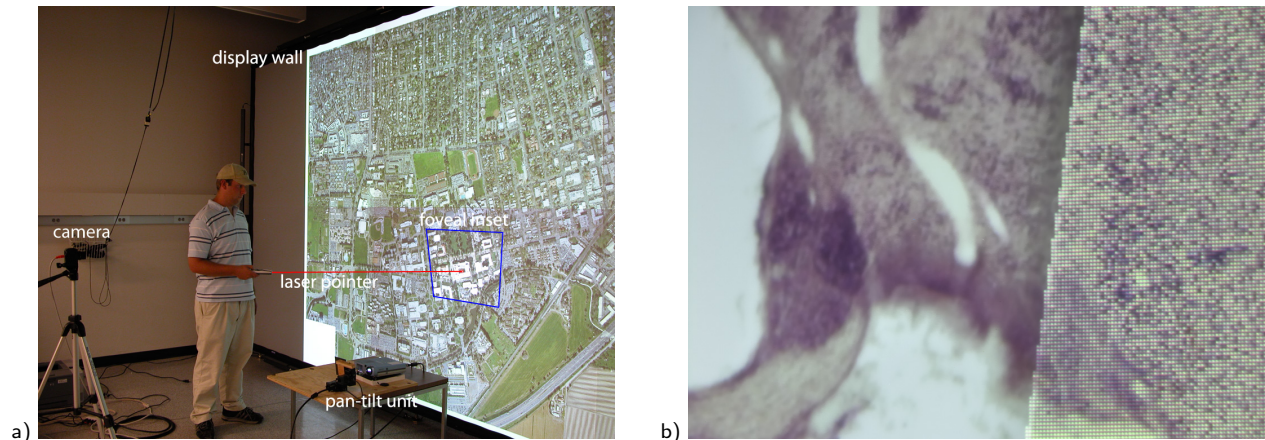 display wall
foveal inset
camera
laser pointer
pan-tilt unit
a)
b)